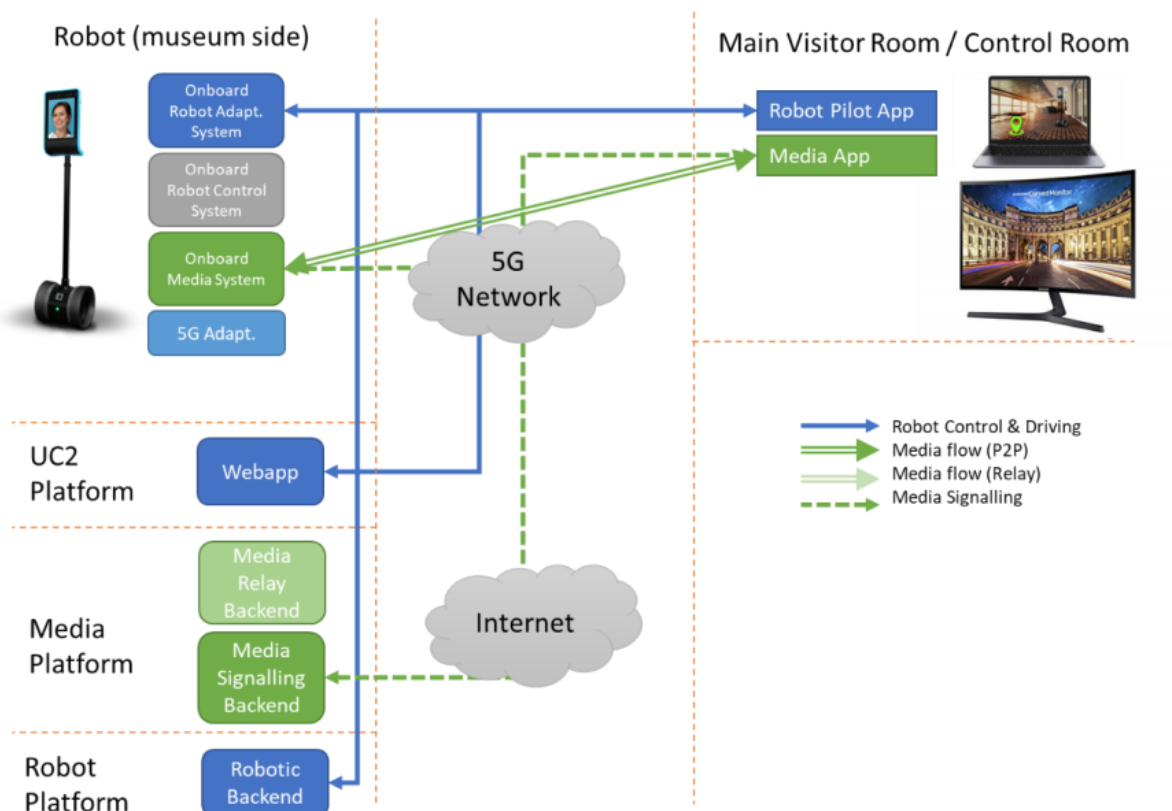 Robot (museum side)
Main Visitor Room / Control Room
Onboard
Robot Adapt.
System
Onboard
Robot Control
System
Onboard
Media System
5G Adapt.
Robot Pilot App
Media App
5G
Network
UC2
Platform
Webapp
Robot Control & Driving
Media flow (P2P)
Media flow (Relay)
Media Signalling
Media
Platform
Media
Relay
Backend
Media
Signalling
Backend
Internet
Robot
Platform
Robotic
Backend